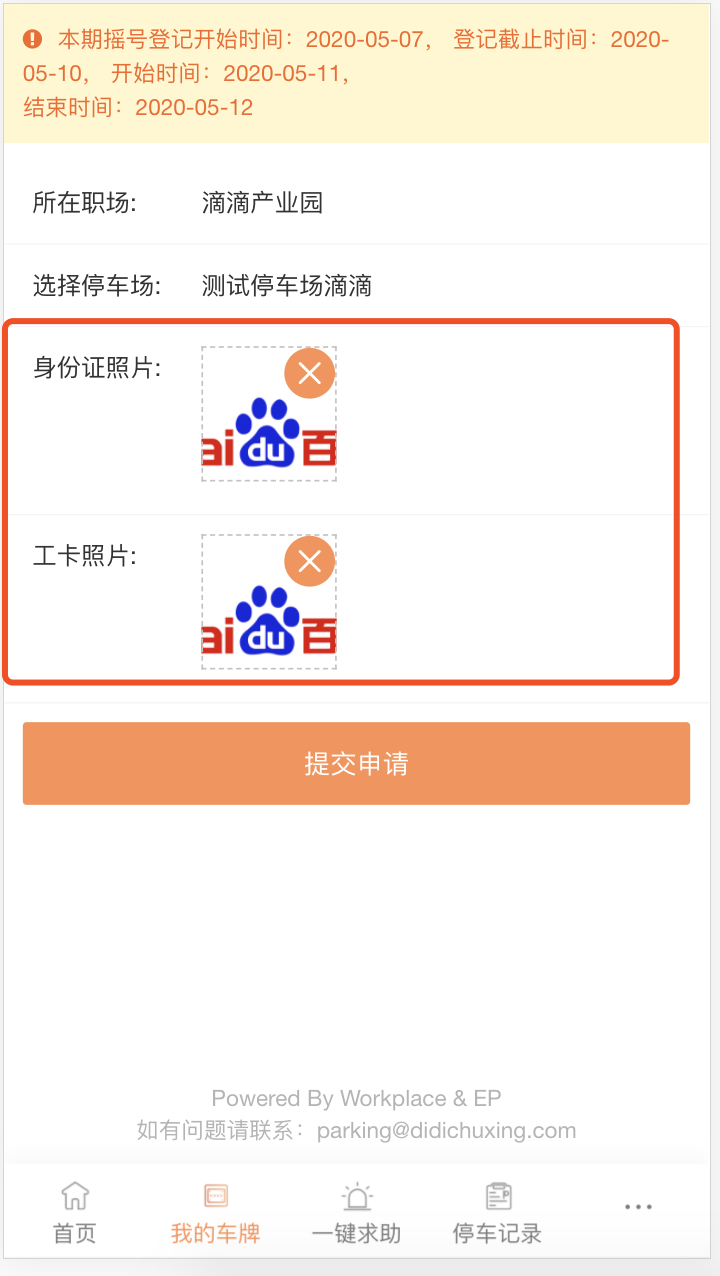 本期摇号登记开始时间：2020-05-07， 登记截止时间：2020-
05-10， 开始时间：2020-05-11，
结束时间：2020-05-12
所在职场: 滴滴产业园
选择停车场: 测试停车场滴滴
身份证照片:
ai du 百
工卡照片:
ai du 百
提交申请
Powered By Workplace & EP
如有问题请联系：parking@didichuxing.com
首页 我的车牌 一键求助 停车记录 ...